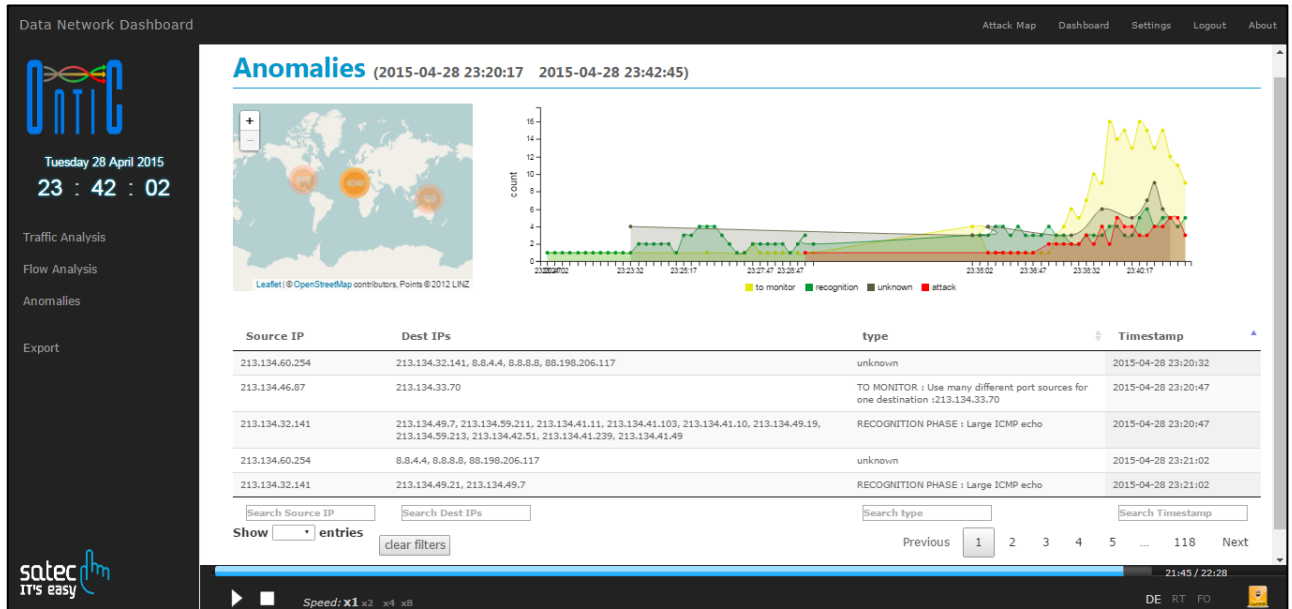 Data Network Dashboard
Attack Map Dashboard Settings Logout About
ONTIC
Tuesday 28 April 2015
23 : 42 : 02
Traffic Analysis
Flow Analysis
Anomalies
Export
satec
IT'S easy
Anomalies (2015-04-28 23:20:17 2015-04-28 23:42:45)
+
−
Leaflet | © OpenStreetMap contributors, Points © 2012 LINZ
count
16
14
12
10
8
6
4
2
0
23:23:32 23:25:17 23:27:47 23:28:47 23:36:47 23:38:32 23:40:17
to monitor recognition unknown attack
Source IP Dest IPs type Timestamp
213.134.60.254 213.134.32.141, 8.8.4.4, 8.8.8.8, 88.198.206.117 unknown 2015-04-28 23:20:32
213.134.46.87 213.134.33.70 TO MONITOR : Use many different port sources for 2015-04-28 23:20:47
one destination :213.134.33.70
213.134.32.141 213.134.49.7, 213.134.59.211, 213.134.41.11, 213.134.41.103, 213.134.41.10, 213.134.49.19, RECOGNITION PHASE : Large ICMP echo 2015-04-28 23:20:47
213.134.59.213, 213.134.42.51, 213.134.41.239, 213.134.41.49
213.134.60.254 8.8.4.4, 8.8.8.8, 88.198.206.117 unknown 2015-04-28 23:21:02
213.134.32.141 213.134.49.21, 213.134.49.7 RECOGNITION PHASE : Large ICMP echo 2015-04-28 23:21:02
Search Source IP Search Dest IPs Search type Search Timestamp
Show entries
clear filters
Previous 1 2 3 4 5 ... 118 Next
21:45 / 22:28
Speed: x1 x2 x4 x8
DE RT FO